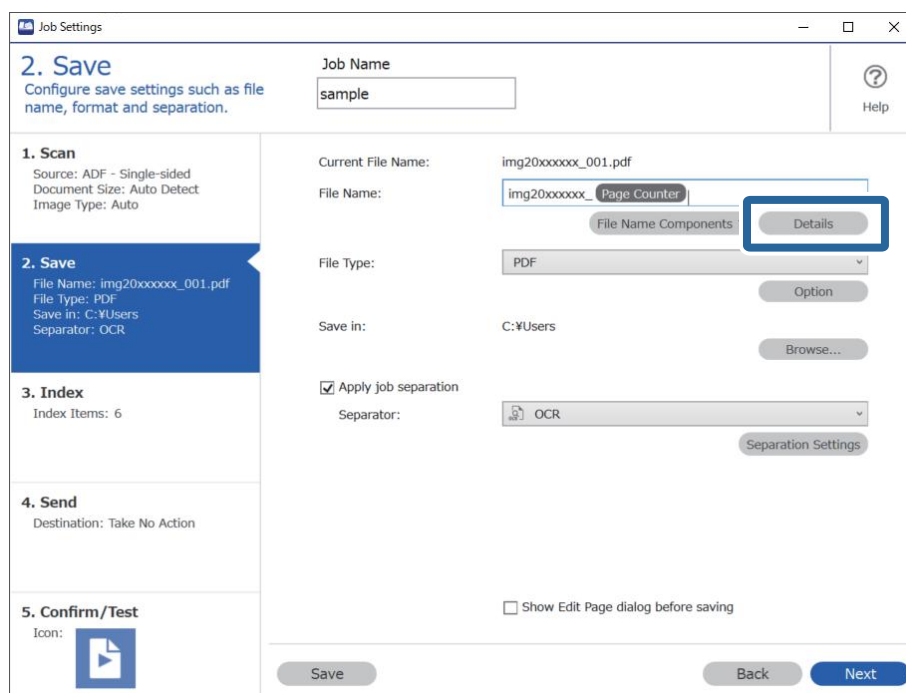 Job Settings
2. Save
Configure save settings such as file
name, format and separation.
Job Name
sample
Help
1. Scan
Source: ADF - Single-sided
Document Size: Auto Detect
Image Type: Auto
2. Save
File Name: img20xxxxxx_001.pdf
File Type: PDF
Save in: C:¥Users
Separator: OCR
3. Index
Index Items: 6
4. Send
Destination: Take No Action
5. Confirm/Test
Icon:
Current File Name: img20xxxxxx_001.pdf
File Name: img20xxxxxx_ Page Counter
File Name Components Details
File Type: PDF
Option
Save in: C:¥Users
Browse...
Apply job separation
Separator: OCR
Separation Settings
Show Edit Page dialog before saving
Save Back Next